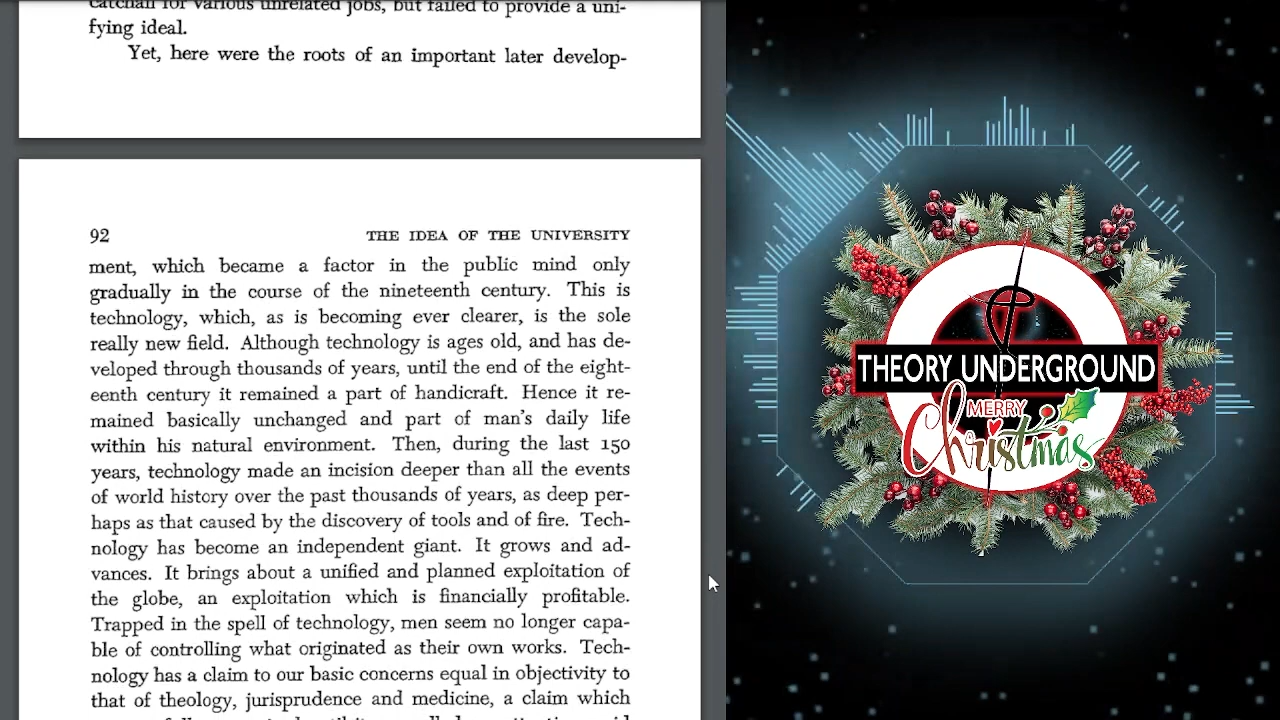 catchall for various unrelated jobs, but failed to provide a uni-
fying ideal.
Yet, here were the roots of an important later develop-
92 THE IDEA OF THE UNIVERSITY
ment, which became a factor in the public mind only
gradually in the course of the nineteenth century. This is
technology, which, as is becoming ever clearer, is the sole
really new field. Although technology is ages old, and has de-
veloped through thousands of years, until the end of the eight-
eenth century it remained a part of handicraft. Hence it re-
mained basically unchanged and part of man's daily life
within his natural environment. Then, during the last 150
years, technology made an incision deeper than all the events
of world history over the past thousands of years, as deep per-
haps as that caused by the discovery of tools and of fire. Tech-
nology has become an independent giant. It grows and ad-
vances. It brings about a unified and planned exploitation of
the globe, an exploitation which is financially profitable.
Trapped in the spell of technology, men seem no longer capa-
ble of controlling what originated as their own works. Tech-
nology has a claim to our basic concerns equal in objectivity to
that of theology, jurisprudence and medicine, a claim which
THEORY UNDERGROUND
MERRY
Christmas